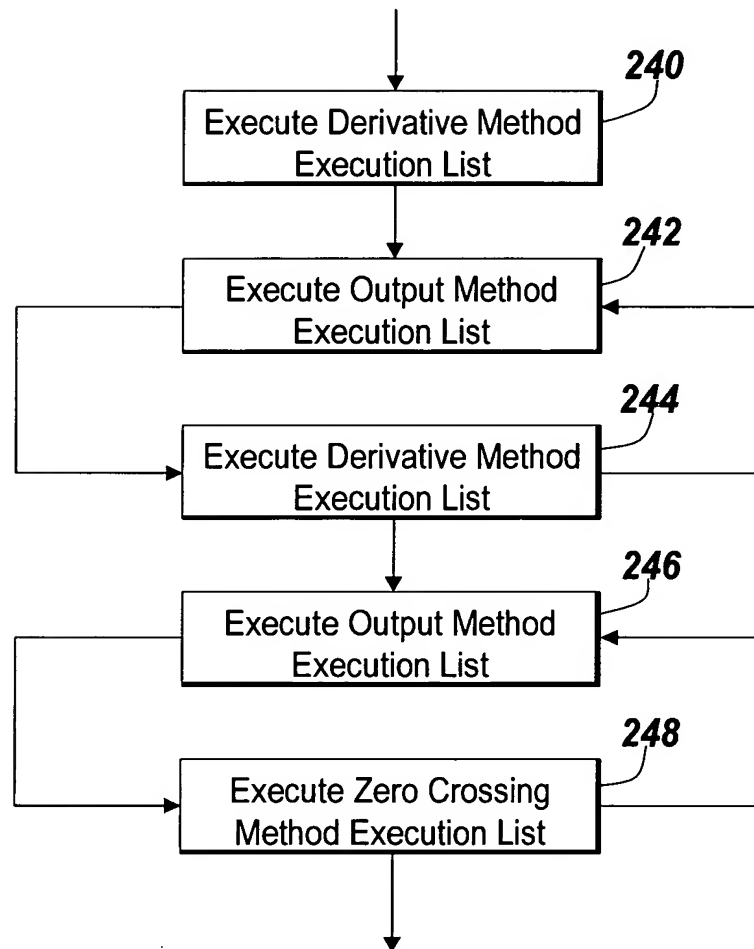 240
Execute Derivative Method
Execution List
242
Execute Output Method
Execution List
244
Execute Derivative Method
Execution List
246
Execute Output Method
Execution List
248
Execute Zero Crossing
Method Execution List